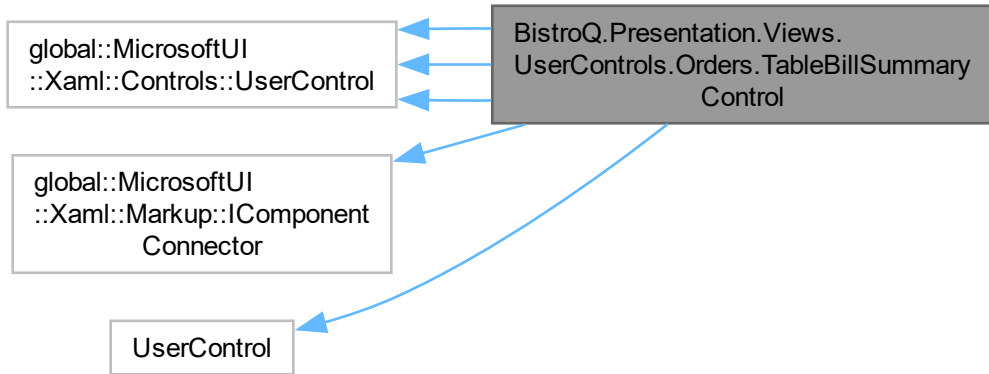 global::MicrosoftUI
::Xaml::Controls::UserControl
BistroQ.Presentation.Views.
UserControls.Orders.TableBillSummary
Control
global::MicrosoftUI
::Xaml::Markup::IComponent
Connector
UserControl